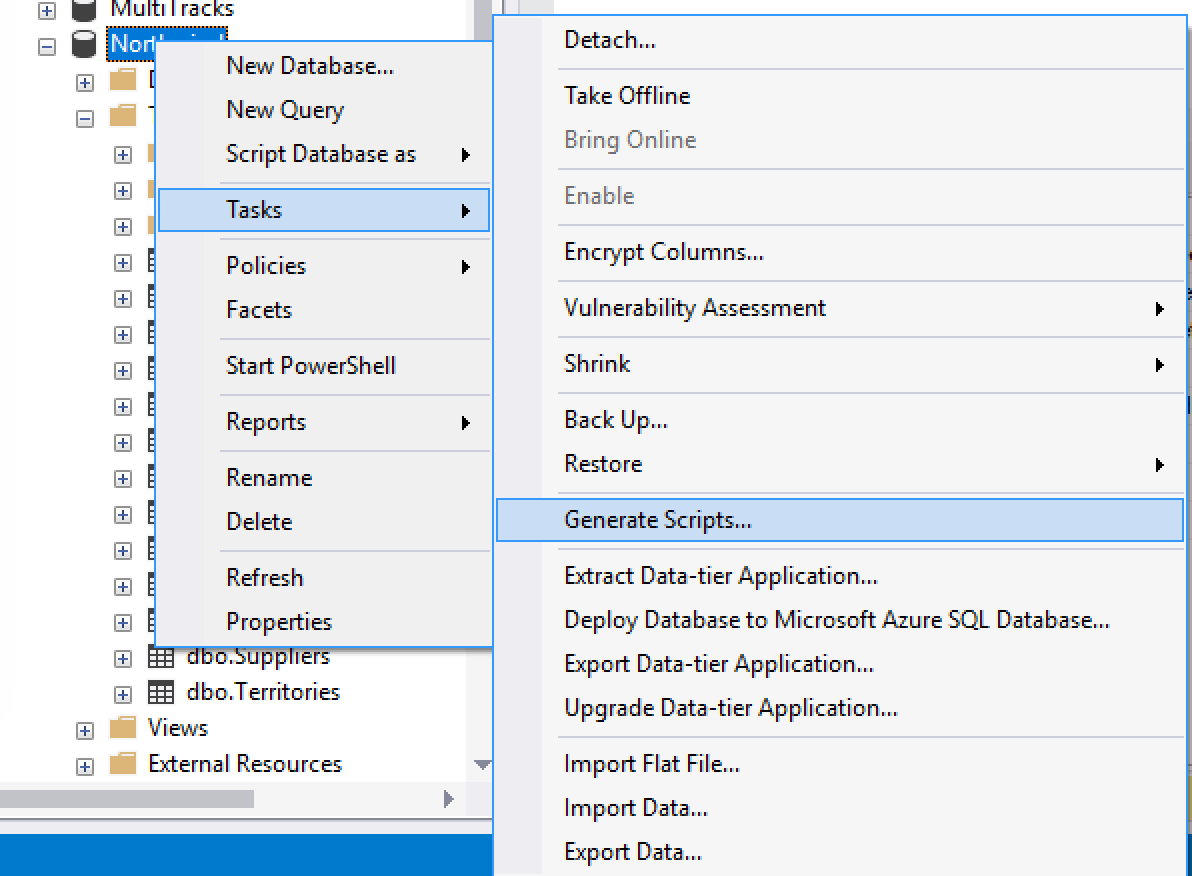 MultiTracks
New Database...
New Query
Script Database as
Tasks
Policies
Facets
Start PowerShell
Reports
Rename
Delete
Refresh
Properties
dbo.Suppliers
dbo.Territories
Views
External Resources
Detach...
Take Offline
Bring Online
Enable
Encrypt Columns...
Vulnerability Assessment
Shrink
Back Up...
Restore
Generate Scripts...
Extract Data-tier Application...
Deploy Database to Microsoft Azure SQL Database...
Export Data-tier Application...
Upgrade Data-tier Application...
Import Flat File...
Import Data...
Export Data...